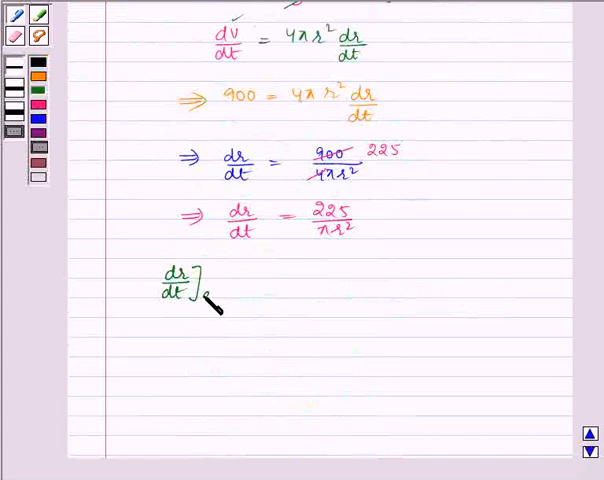 dV/dt = 4πr² dr/dt
⇒ 900 = 4πr² dr/dt
⇒ dr/dt = 900/4πr² 225
⇒ dr/dt = 225/πr²
dr/dt]